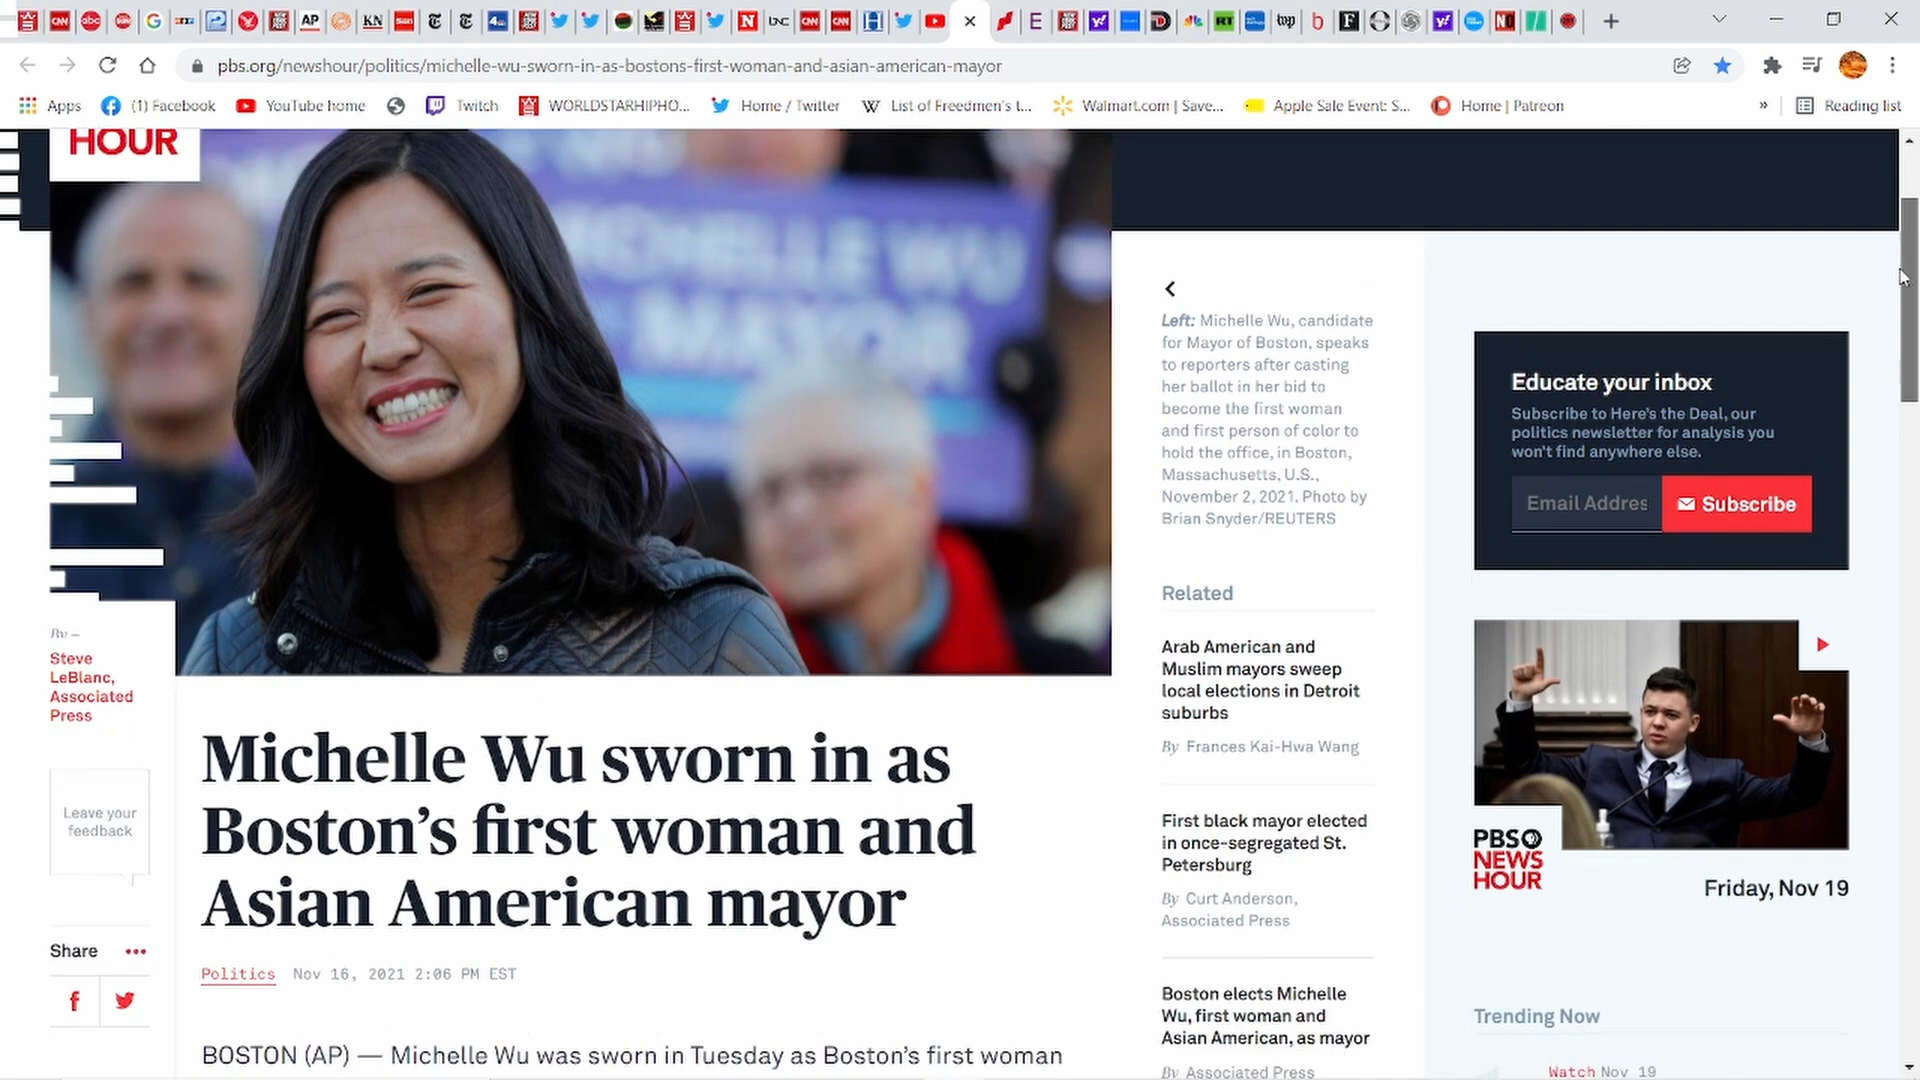 pbs.org/newshour/politics/michelle-wu-sworn-in-as-bostons-first-woman-and-asian-american-mayor
Apps
(1) Facebook
YouTube home
Twitch
WORLDSTARHIPHO...
Home / Twitter
List of Freedmen's t...
Walmart.com | Save...
Apple Sale Event: S...
Home | Patreon
»
Reading list
HOUR
MICHELLE WU
MAYOR
By —
Steve
LeBlanc,
Associated
Press
Leave your
feedback
Share
Michelle Wu sworn in as
Boston's first woman and
Asian American mayor
Politics Nov 16, 2021 2:06 PM EST
BOSTON (AP) — Michelle Wu was sworn in Tuesday as Boston's first woman
Left: Michelle Wu, candidate
for Mayor of Boston, speaks
to reporters after casting
her ballot in her bid to
become the first woman
and first person of color to
hold the office, in Boston,
Massachusetts, U.S.,
November 2, 2021. Photo by
Brian Snyder/REUTERS
Related
Arab American and
Muslim mayors sweep
local elections in Detroit
suburbs
By Frances Kai-Hwa Wang
First black mayor elected
in once-segregated St.
Petersburg
By Curt Anderson,
Associated Press
Boston elects Michelle
Wu, first woman and
Asian American, as mayor
By Associated Press
Educate your inbox
Subscribe to Here's the Deal, our
politics newsletter for analysis you
won't find anywhere else.
Email Addres
Subscribe
PBS
NEWS
HOUR
Friday, Nov 19
Trending Now
Watch Nov 19